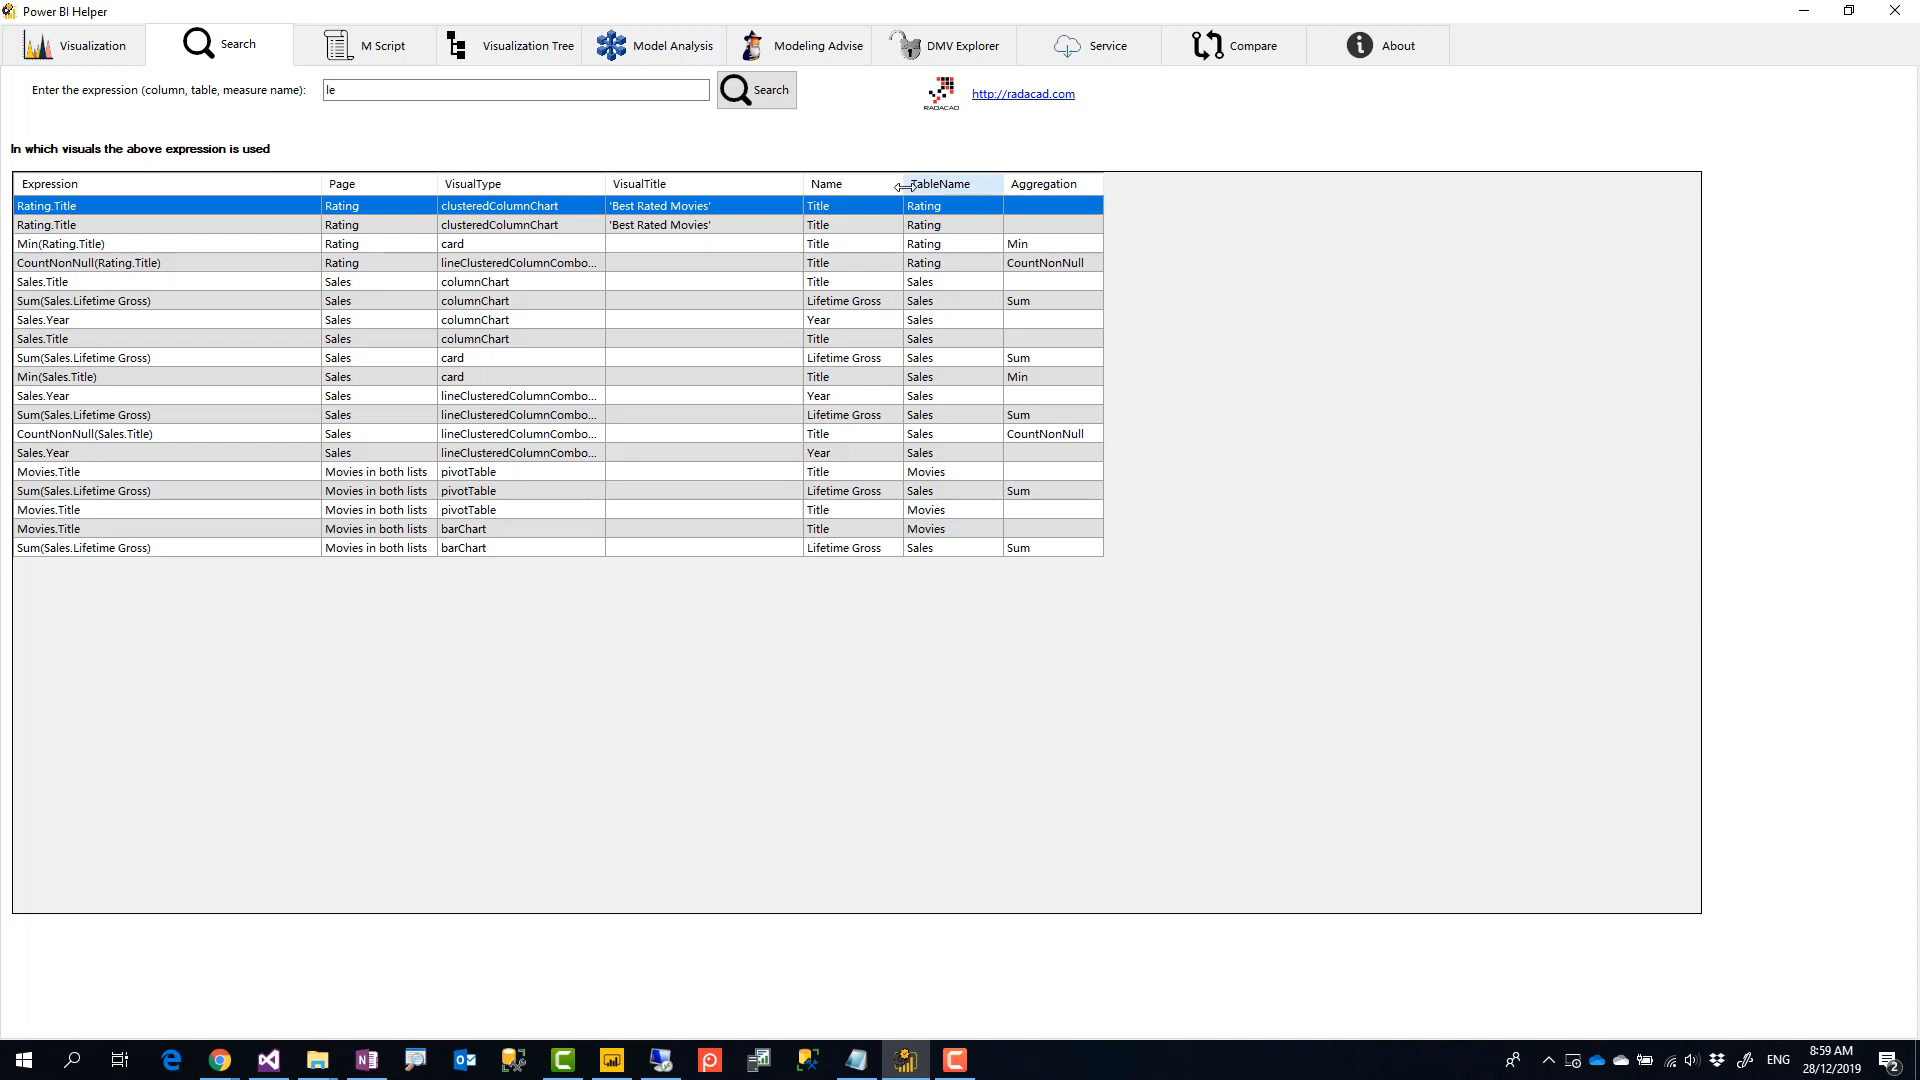 Power BI Helper
Visualization Search M Script Visualization Tree Model Analysis Modeling Advise DMV Explorer Service Compare About
Enter the expression (column, table, measure name): le Search RADACAD http://radacad.com
In which visuals the above expression is used
Expression Page VisualType VisualTitle Name TableName Aggregation
Rating.Title Rating clusteredColumnChart 'Best Rated Movies' Title Rating
Rating.Title Rating clusteredColumnChart 'Best Rated Movies' Title Rating
Min(Rating.Title) Rating card Title Rating Min
CountNonNull(Rating.Title) Rating lineClusteredColumnCombo... Title Rating CountNonNull
Sales.Title Sales columnChart Title Sales
Sum(Sales.Lifetime Gross) Sales columnChart Lifetime Gross Sales Sum
Sales.Year Sales columnChart Year Sales
Sales.Title Sales columnChart Title Sales
Sum(Sales.Lifetime Gross) Sales card Lifetime Gross Sales Sum
Min(Sales.Title) Sales card Title Sales Min
Sales.Year Sales lineClusteredColumnCombo... Year Sales
Sum(Sales.Lifetime Gross) Sales lineClusteredColumnCombo... Lifetime Gross Sales Sum
CountNonNull(Sales.Title) Sales lineClusteredColumnCombo... Title Sales CountNonNull
Sales.Year Sales lineClusteredColumnCombo... Year Sales
Movies.Title Movies in both lists pivotTable Title Movies
Sum(Sales.Lifetime Gross) Movies in both lists pivotTable Lifetime Gross Sales Sum
Movies.Title Movies in both lists pivotTable Title Movies
Movies.Title Movies in both lists barChart Title Movies
Sum(Sales.Lifetime Gross) Movies in both lists barChart Lifetime Gross Sales Sum
ENG 8:59 AM
28/12/2019 2